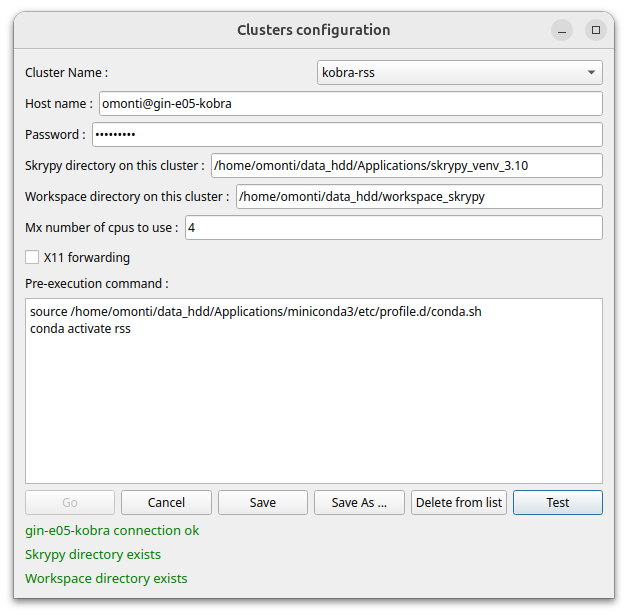 Clusters configuration
Cluster Name : kobra-rss
Host name : omonti@gin-e05-kobra
Password : •••••••••
Skrypy directory on this cluster : /home/omonti/data_hdd/Applications/skrypy_venv_3.10
Workspace directory on this cluster : /home/omonti/data_hdd/workspace_skrypy
Mx number of cpus to use : 4
X11 forwarding
Pre-execution command :
source /home/omonti/data_hdd/Applications/miniconda3/etc/profile.d/conda.sh
conda activate rss
Go Cancel Save Save As ... Delete from list Test
gin-e05-kobra connection ok
Skrypy directory exists
Workspace directory exists